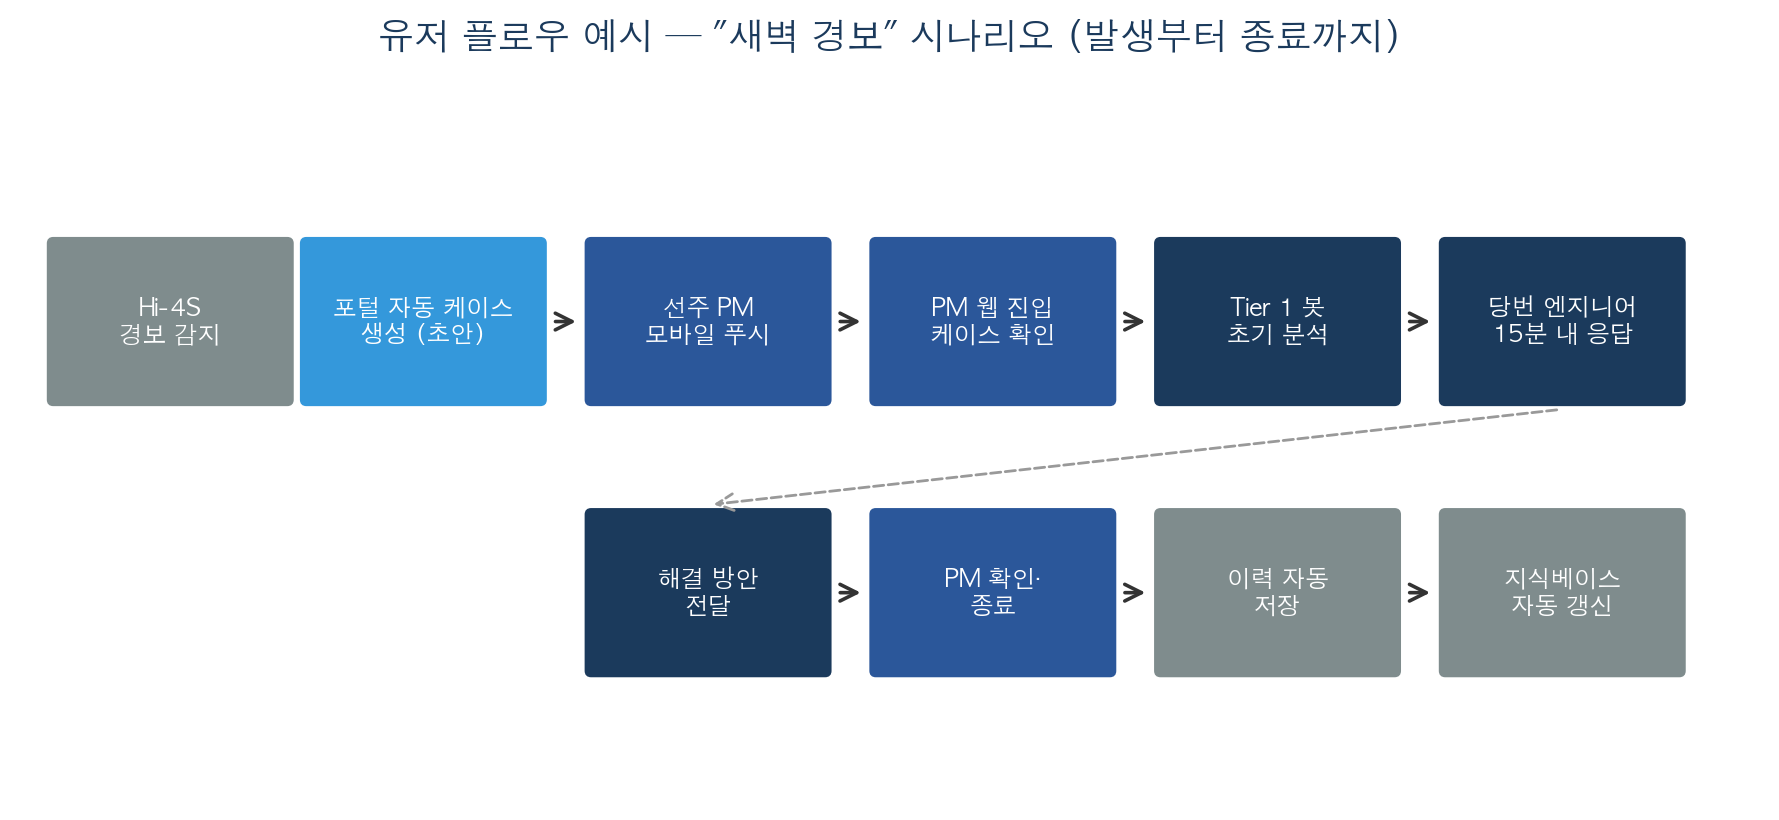 유저 플로우 예시 — "새벽 경보" 시나리오 (발생부터 종료까지)
Hi-4S
경보 감지
포털 자동 케이스
생성 (초안)
선주 PM
모바일 푸시
PM 웹 진입
케이스 확인
Tier 1 봇
초기 분석
당번 엔지니어
15분 내 응답
해결 방안
전달
PM 확인·
종료
이력 자동
저장
지식베이스
자동 갱신